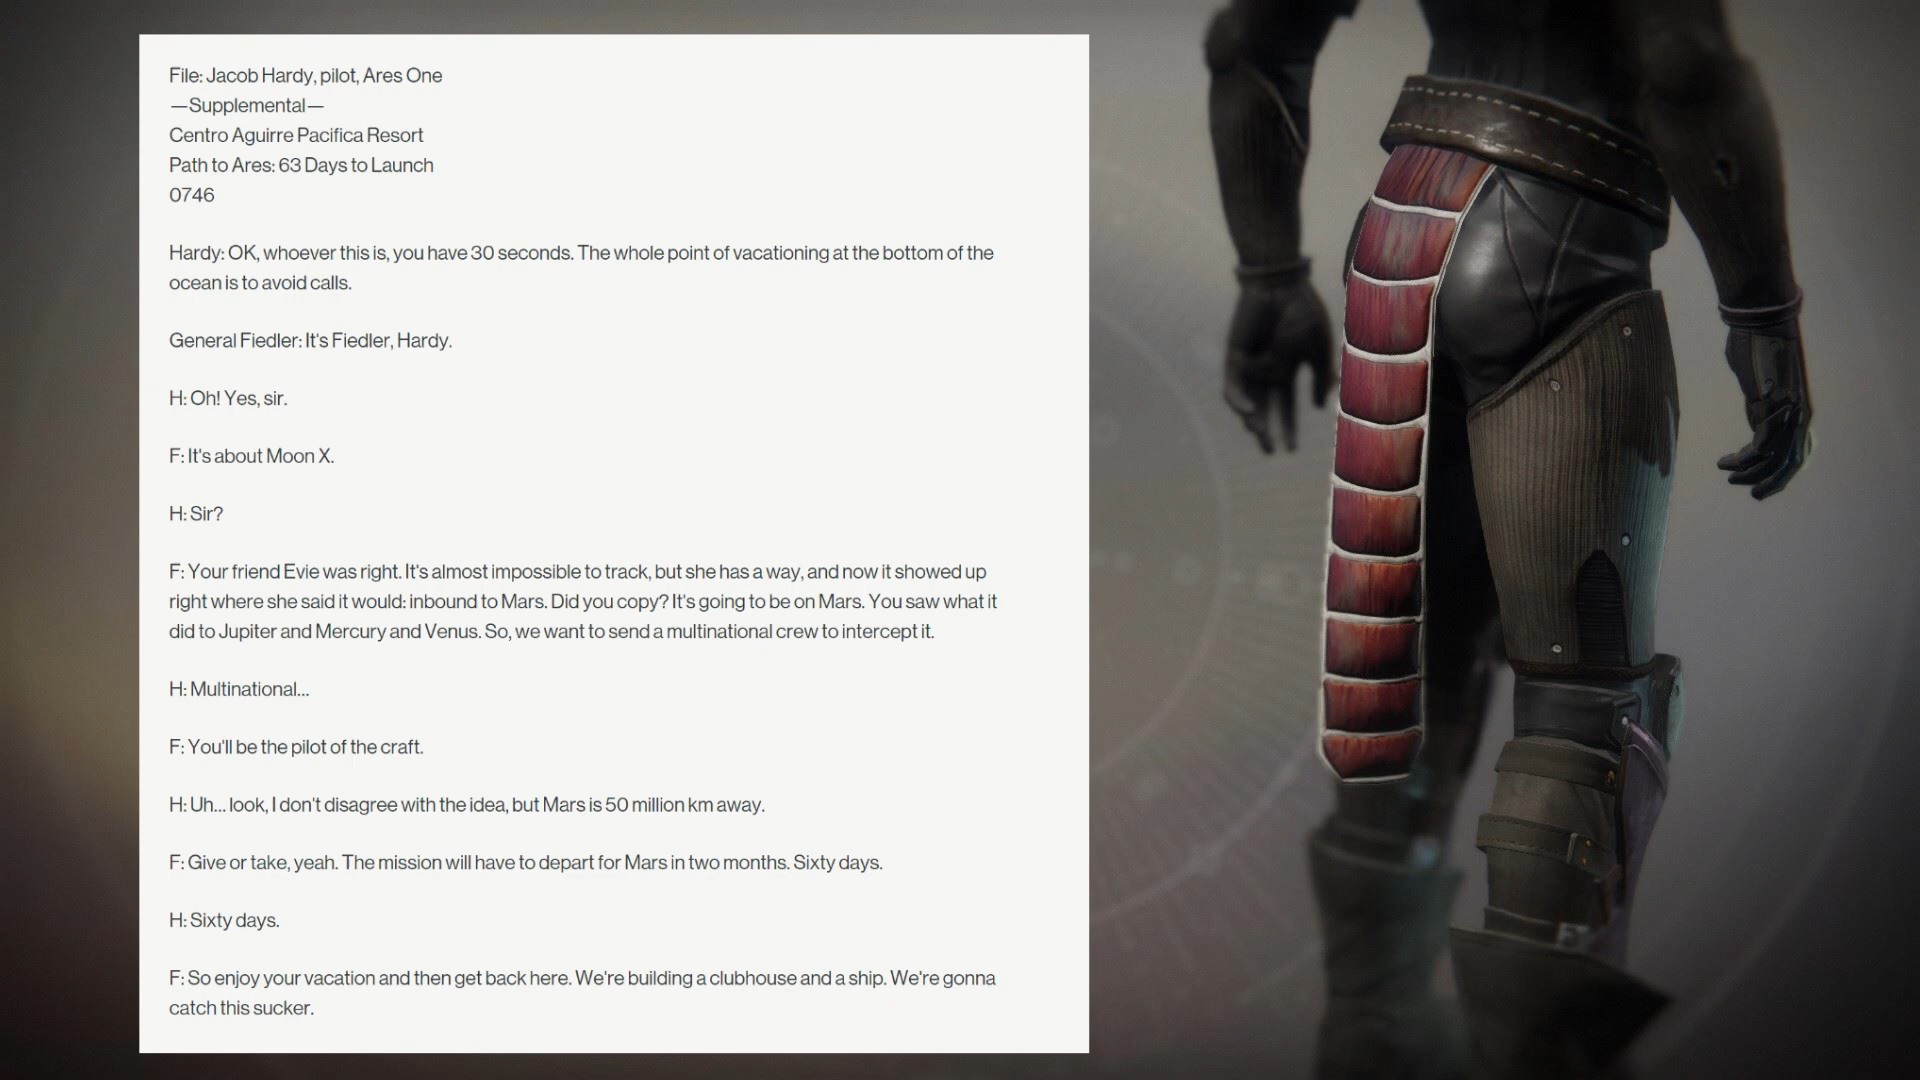 File: Jacob Hardy, pilot, Ares One
—Supplemental—
Centro Aguirre Pacifica Resort
Path to Ares: 63 Days to Launch
0746
Hardy: OK, whoever this is, you have 30 seconds. The whole point of vacationing at the bottom of the
ocean is to avoid calls.
General Fiedler: It's Fiedler, Hardy.
H: Oh! Yes, sir.
F: It's about Moon X.
H: Sir?
F: Your friend Evie was right. It's almost impossible to track, but she has a way, and now it showed up
right where she said it would: inbound to Mars. Did you copy? It's going to be on Mars. You saw what it
did to Jupiter and Mercury and Venus. So, we want to send a multinational crew to intercept it.
H: Multinational...
F: You'll be the pilot of the craft.
H: Uh... look, I don't disagree with the idea, but Mars is 50 million km away.
F: Give or take, yeah. The mission will have to depart for Mars in two months. Sixty days.
H: Sixty days.
F: So enjoy your vacation and then get back here. We're building a clubhouse and a ship. We're gonna
catch this sucker.